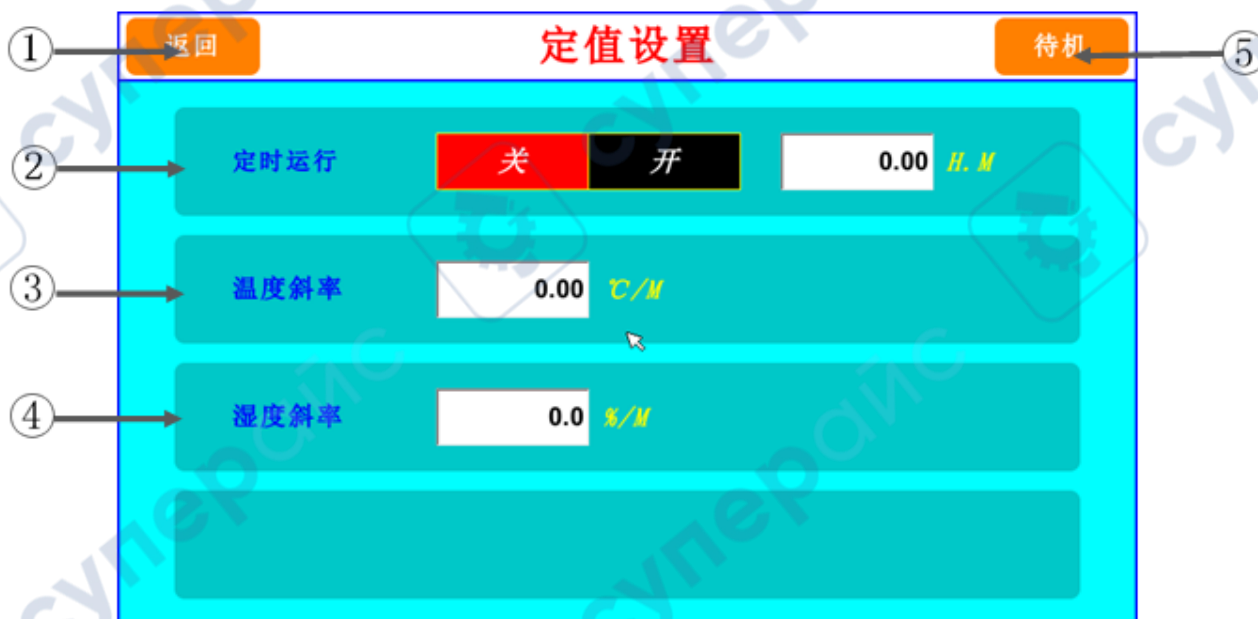 ① 返回 定值设置 待机 ⑤
② 定时运行 关 开 0.00 H.M
③ 温度斜率 0.00 ℃/M
④ 湿度斜率 0.0 %/M
суперайс